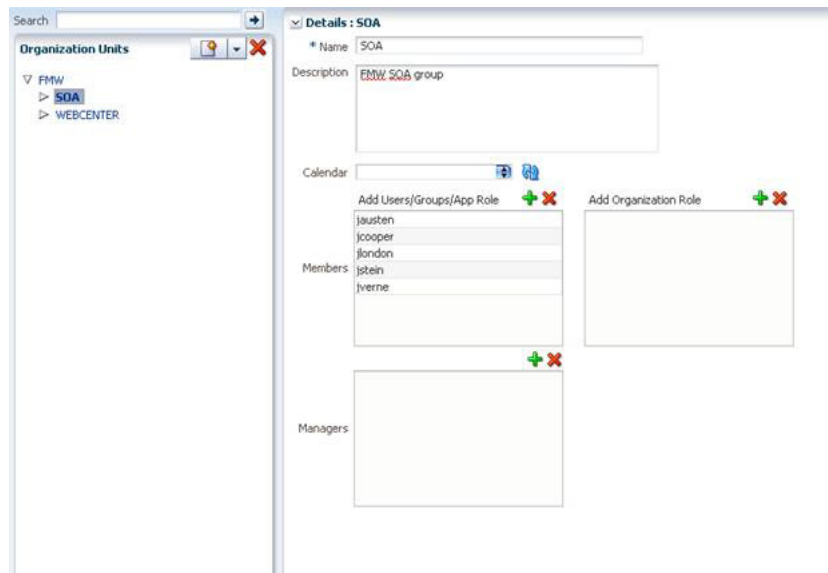 Search
Organization Units
FMW
SOA
WEBCENTER
Details : SOA
* Name SOA
Description FMW SOA group
Calendar
Add Users/Groups/App Role
Add Organization Role
Members
jausten
jcooper
jlondon
jstein
jverne
Managers